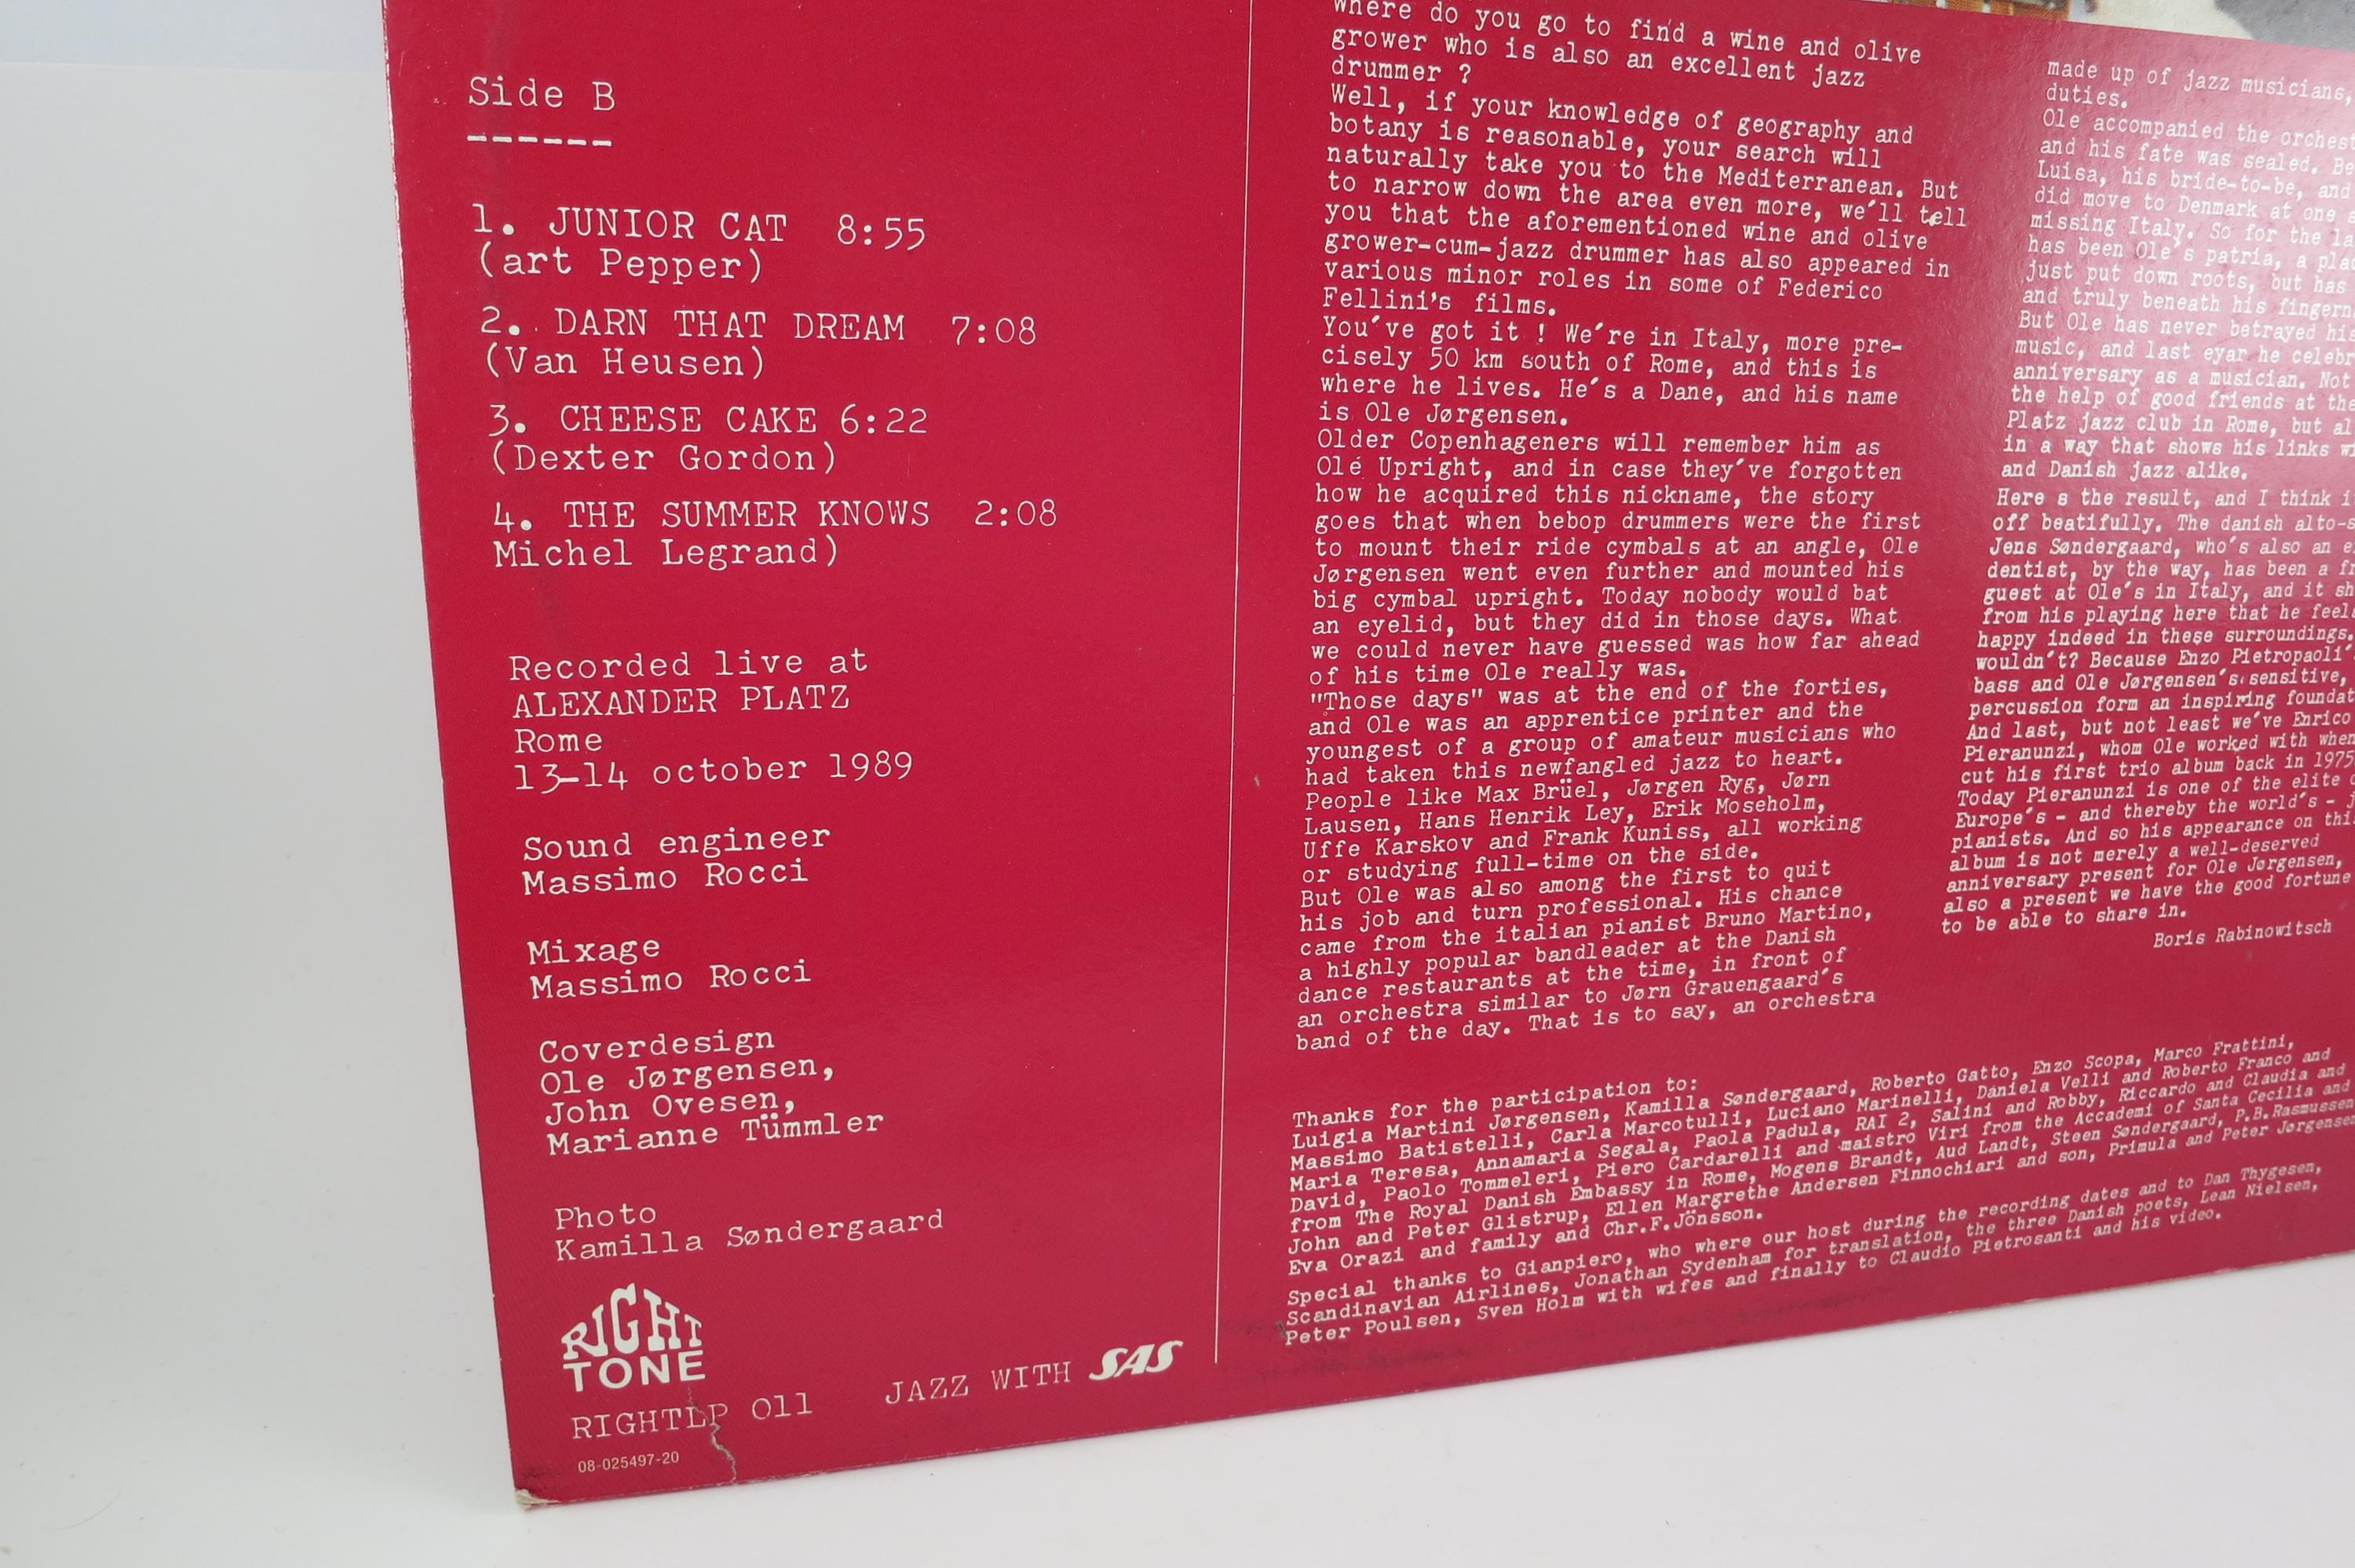 Side B
------
1. JUNIOR CAT 8:55
(art Pepper)
2. DARN THAT DREAM 7:08
(Van Heusen)
3. CHEESE CAKE 6:22
(Dexter Gordon)
4. THE SUMMER KNOWS 2:08
Michel Legrand)
Recorded live at
ALEXANDER PLATZ
Rome
13-14 october 1989
Sound engineer
Massimo Rocci
Mixage
Massimo Rocci
Coverdesign
Ole Jørgensen,
John Ovesen,
Marianne Tümmler
Photo
Kamilla Søndergaard
RIGHT
TONE
RIGHTLP 011
JAZZ WITH SAS
08-025497-20
Where do you go to find a wine and olive
grower who is also an excellent jazz
drummer ?
Well, if your knowledge of geography and
botany is reasonable, your search will
naturally take you to the Mediterranean. But
to narrow down the area even more, we'll tell
you that the aforementioned wine and olive
grower-cum-jazz drummer has also appeared in
various minor roles in some of Federico
Fellini's films.
You've got it ! We're in Italy, more pre-
cisely 50 km south of Rome, and this is
where he lives. He's a Dane, and his name
is Ole Jørgensen.
Older Copenhageners will remember him as
Ole Upright, and in case they've forgotten
how he acquired this nickname, the story
goes that when bebop drummers were the first
to mount their ride cymbals at an angle, Ole
Jørgensen went even further and mounted his
big cymbal upright. Today nobody would bat
an eyelid, but they did in those days. What
we could never have guessed was how far ahead
of his time Ole really was.
"Those days" was at the end of the forties,
and Ole was an apprentice printer and the
youngest of a group of amateur musicians who
had taken this newfangled jazz to heart.
People like Max Brüel, Jørgen Ryg, Jørn
Lausen, Hans Henrik Ley, Erik Moseholm,
Uffe Karskov and Frank Kuniss, all working
or studying full-time on the side.
But Ole was also among the first to quit
his job and turn professional. His chance
came from the italian pianist Bruno Martino,
a highly popular bandleader at the Danish
dance restaurants at the time, in front of
an orchestra similar to Jørn Grauengaard's
band of the day. That is to say, an orchestra
made up of jazz musicians,
duties.
Ole accompanied the orchest
and his fate was sealed. Be
Luisa, his bride-to-be, and
did move to Denmark at one
missing Italy. So for the la
has been Ole's patria, a pla
just put down roots, but has
and truly beneath his fingern
But Ole has never betrayed his
music, and last eyar he celebr
anniversary as a musician. Not
the help of good friends at the
Platz jazz club in Rome, but al
in a way that shows his links wi
and Danish jazz alike.
Here s the result, and I think i
off beatifully. The danish alto-s
Jens Søndergaard, who's also an e
dentist, by the way, has been a fr
guest at Ole's in Italy, and it sh
from his playing here that he feel
happy indeed in these surroundings.
wouldn't? Because Enzo Pietropaoli'
bass and Ole Jørgensen's sensitive,
percussion form an inspiring foundat
And last, but not least we've Enrico
Pieranunzi, whom Ole worked with when
cut his first trio album back in 1975
Today Pieranunzi is one of the elite
Europe's - and thereby the world's - j
pianists. And so his appearance on thi
album is not merely a well-deserved
anniversary present for Ole Jørgensen,
also a present we have the good fortune
to be able to share in.
Boris Rabinowitsch
Thanks for the participation to:
Luigia Martini Jørgensen, Kamilla Søndergaard, Roberto Gatto, Enzo Scopa, Marco Frattini,
Massimo Batistelli, Carla Marcotulli, Luciano Marinelli, Daniela Velli and Roberto Franco and
Maria Teresa, Annamaria Segala, Paola Padula, RAI 2, Salini and Robby, Riccardo and Claudia and
David, Paolo Tommeleri, Piero Cardarelli and maistro Viri from the Accademi of Santa Cecilia and
from The Royal Danish Embassy in Rome, Mogens Brandt, Aud Landt, Steen Søndergaard, P.B.Rasmussen
John and Peter Glistrup, Ellen Margrethe Andersen Finnochiari and son, Primula and Peter Jørgensen
Eva Orazi and family and Chr.F.Jönsson.
Special thanks to Gianpiero, who where our host during the recording dates and to Dan Thygesen,
Scandinavian Airlines, Jonathan Sydenham for translation, the three Danish poets, Lean Nielsen,
Peter Poulsen, Sven Holm with wifes and finally to Claudio Pietrosanti and his video.